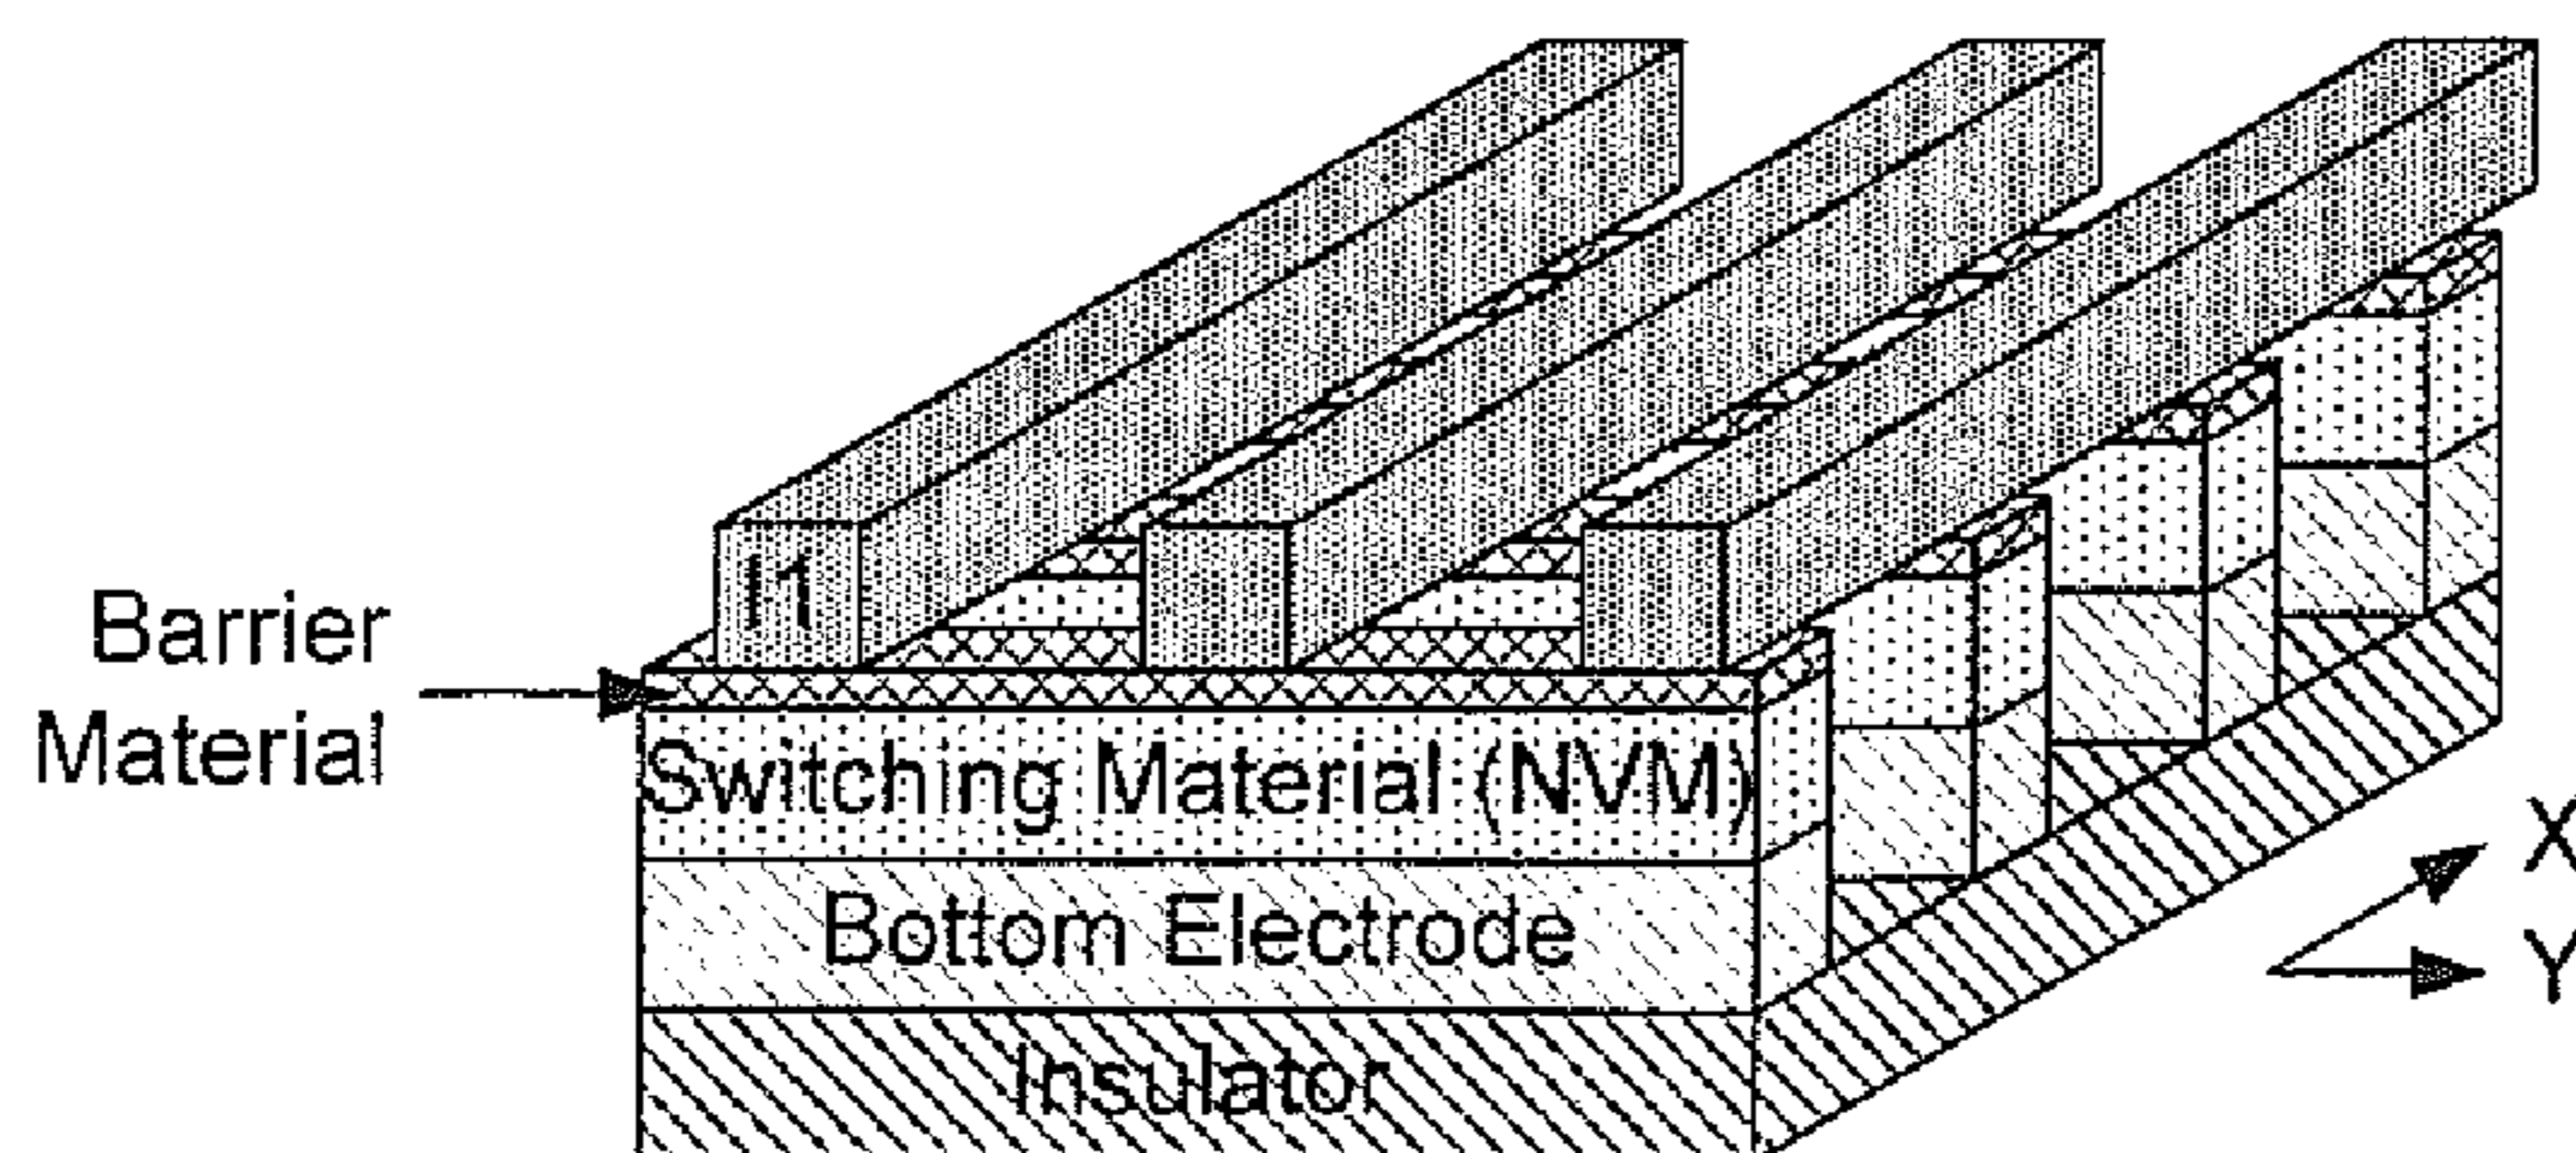 I1
Barrier
Material
Switching Material (NVM)
Bottom Electrode
Insulator
X
Y